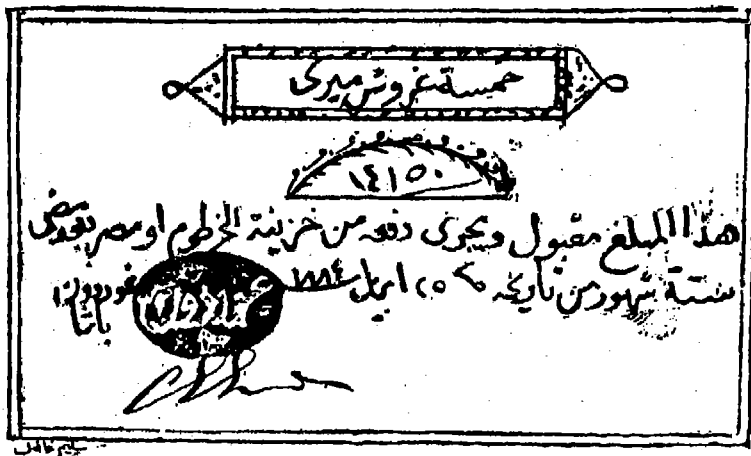 خمسة غروش ميرى
١٤١٥٠
هذا المبلغ مقبول ويجرى دفعه من خزينة الخرطوم او مصر بعد مضى
ستة شهور من تاريخه ٢٥ ابريل ١٨٨٤ غوردون
باشا